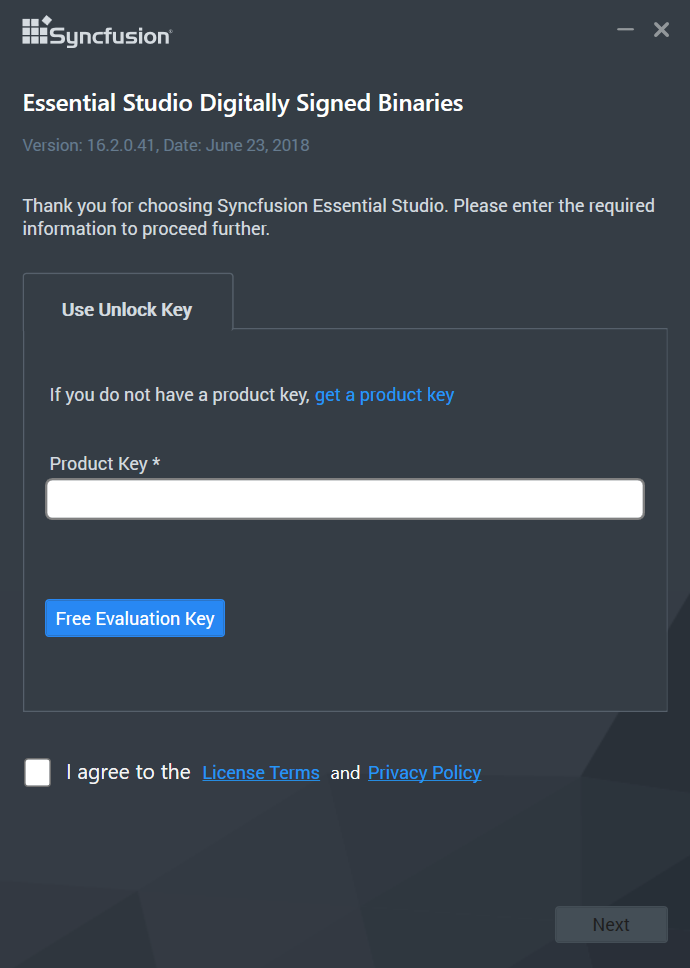 Syncfusion®
Essential Studio Digitally Signed Binaries
Version: 16.2.0.41, Date: June 23, 2018
Thank you for choosing Syncfusion Essential Studio. Please enter the required
information to proceed further.
Use Unlock Key
If you do not have a product key, get a product key
Product Key *
Free Evaluation Key
I agree to the License Terms and Privacy Policy
Next